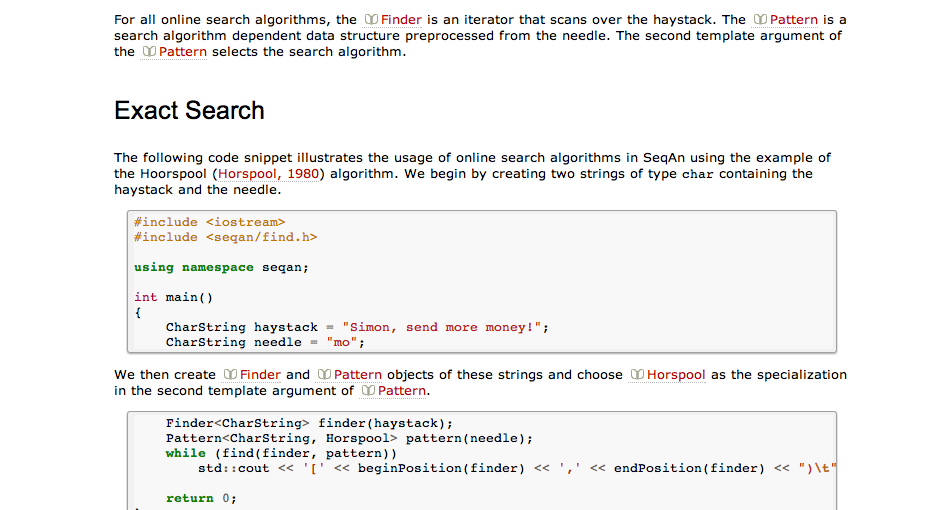 For all online search algorithms, the Finder is an iterator that scans over the haystack. The Pattern is a
search algorithm dependent data structure preprocessed from the needle. The second template argument of
the Pattern selects the search algorithm.
Exact Search
The following code snippet illustrates the usage of online search algorithms in SeqAn using the example of
the Hoorspool (Horspool, 1980) algorithm. We begin by creating two strings of type char containing the
haystack and the needle.
#include <iostream>
#include <seqan/find.h>
using namespace seqan;
int main()
{
CharString haystack = "Simon, send more money!";
CharString needle = "mo";
We then create Finder and Pattern objects of these strings and choose Horspool as the specialization
in the second template argument of Pattern.
Finder<CharString> finder(haystack);
Pattern<CharString, Horspool> pattern(needle);
while (find(finder, pattern))
std::cout << '[' << beginPosition(finder) << ',' << endPosition(finder) << ")\t"
return 0;